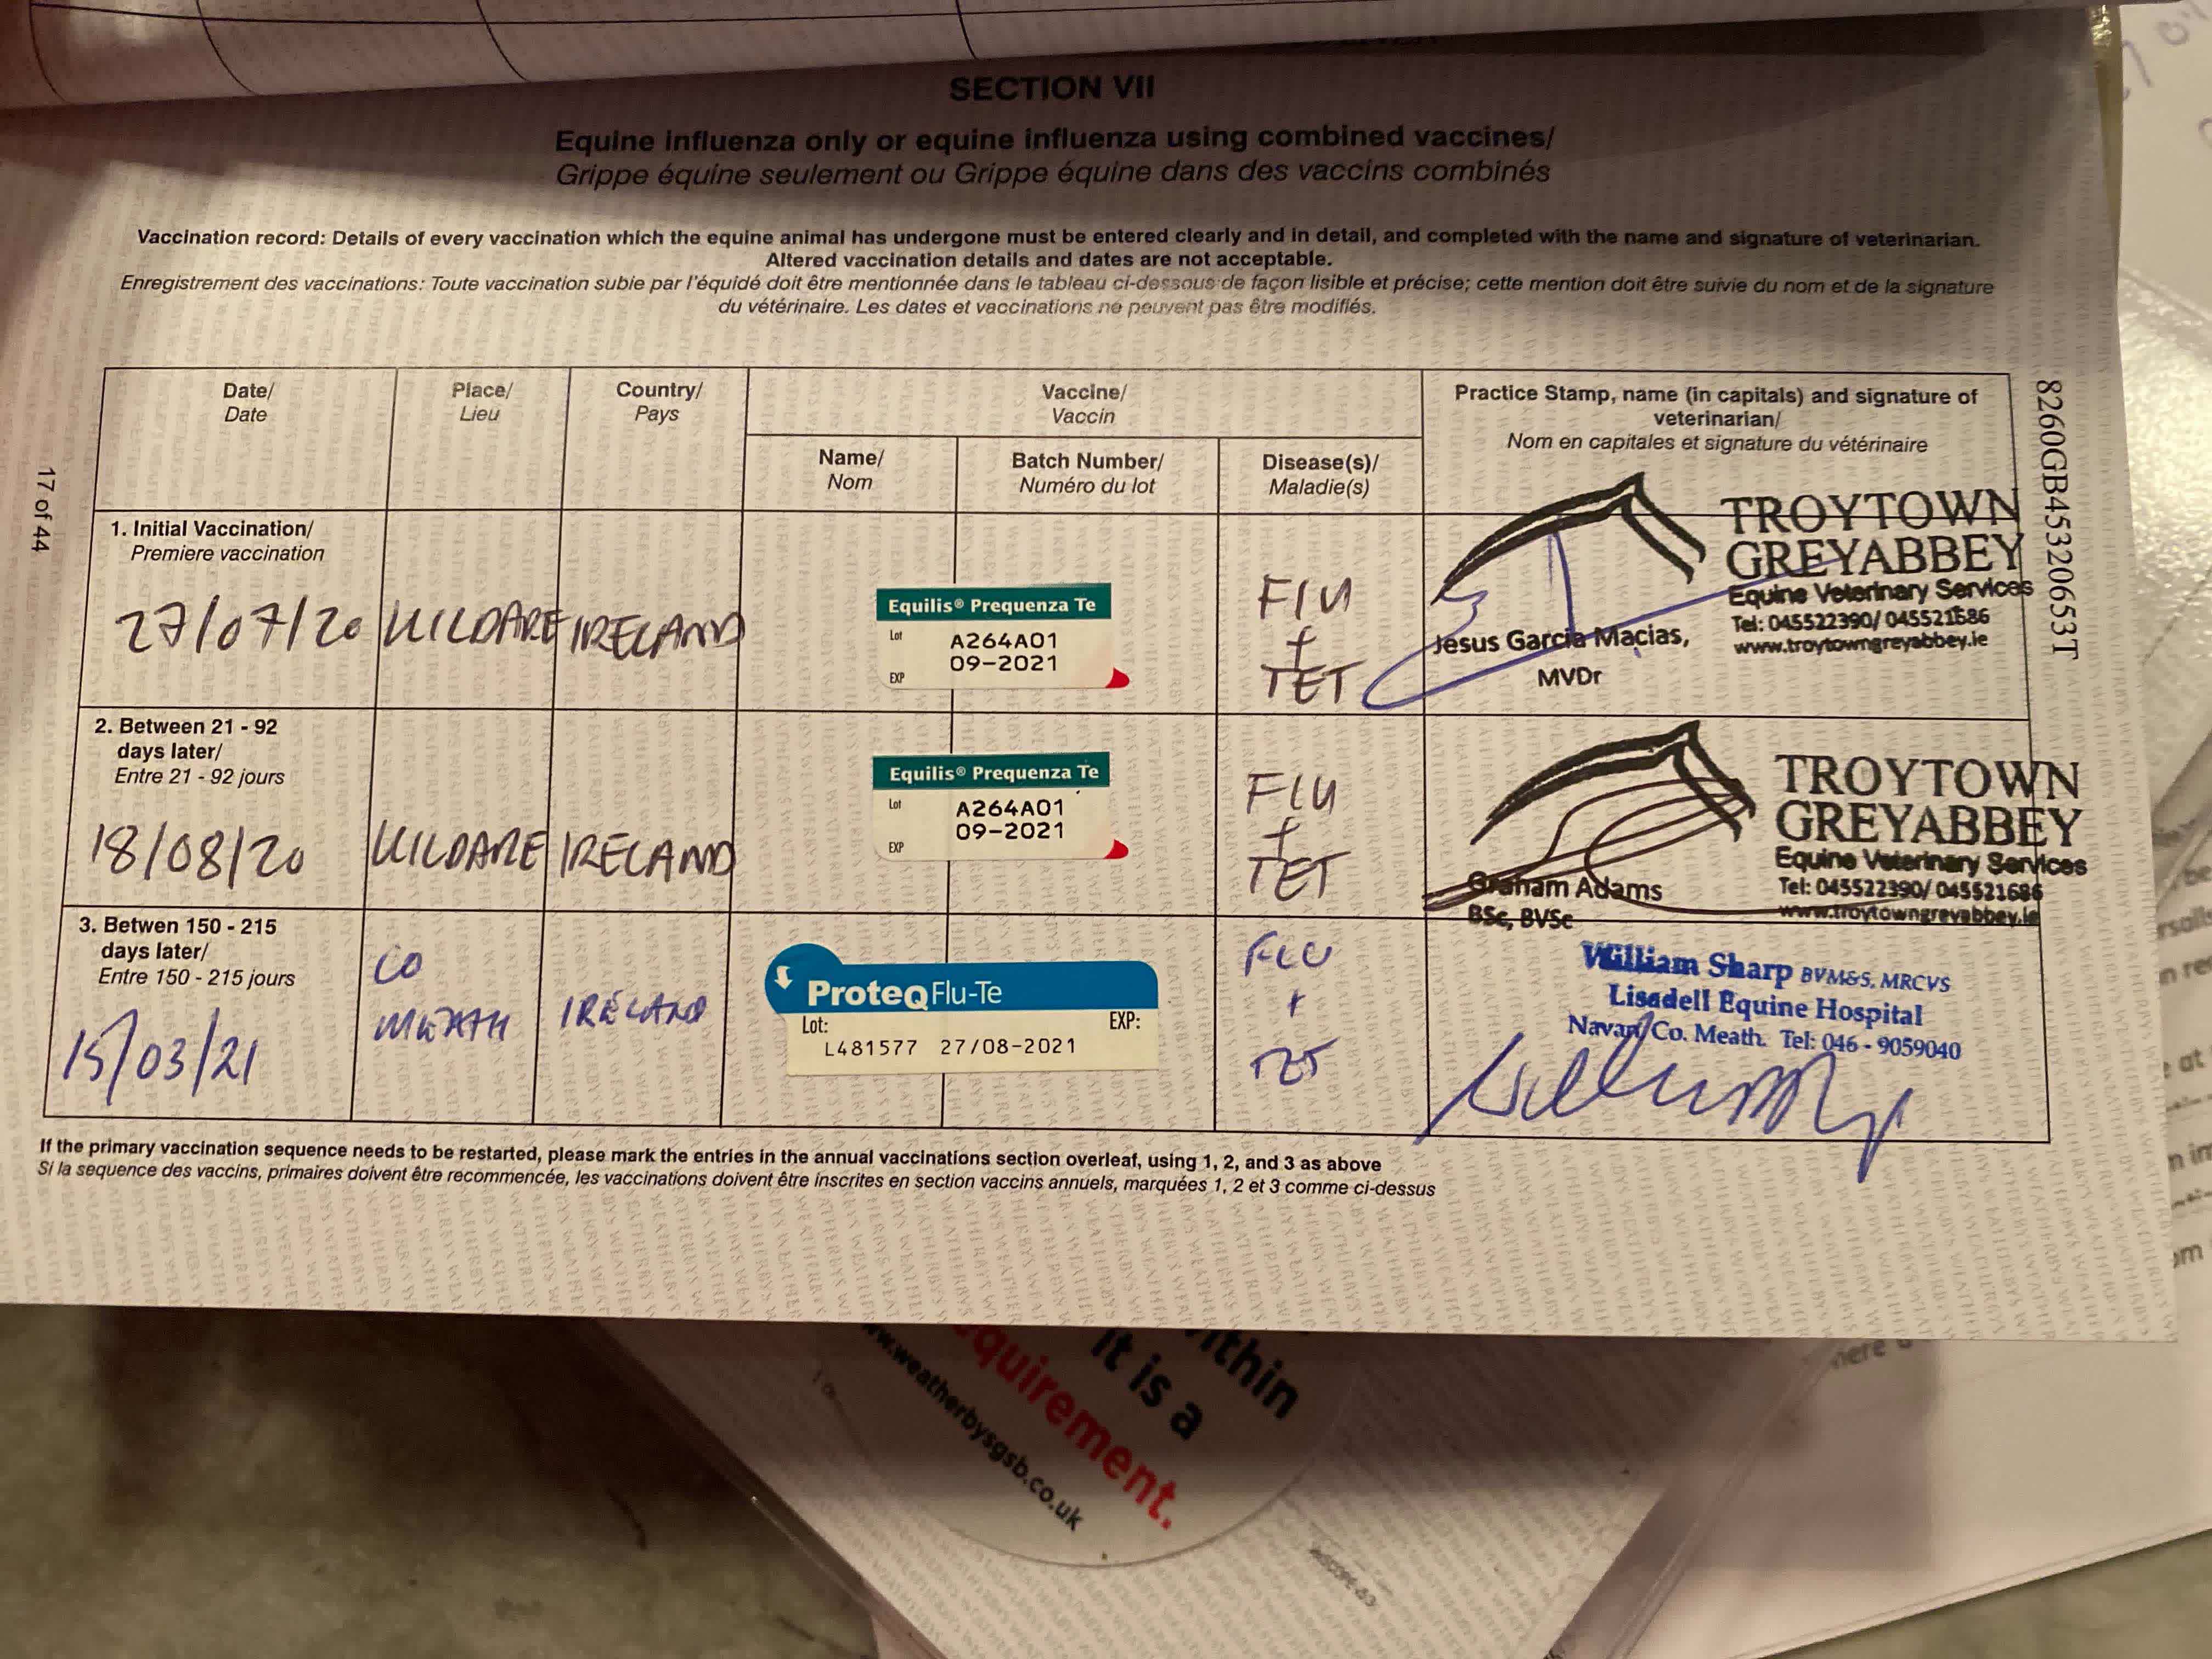 SECTION VII
Equine influenza only or equine influenza using combined vaccines/
Grippe équine seulement ou Grippe équine dans des vaccins combinés
Vaccination record: Details of every vaccination which the equine animal has undergone must be entered clearly and in detail, and completed with the name and signature of veterinarian.
Altered vaccination details and dates are not acceptable.
Enregistrement des vaccinations: Toute vaccination subie par l'équidé doit être mentionnée dans le tableau ci-dessous de façon lisible et précise; cette mention doit être suivie du nom et de la signature
du vétérinaire. Les dates et vaccinations ne peuvent pas être modifiés.
Date/
Date
Place/
Lieu
Country/
Pays
Vaccine/
Vaccin
Name/
Nom
Batch Number/
Numéro du lot
Disease(s)/
Maladie(s)
Practice Stamp, name (in capitals) and signature of
veterinarian/
Nom en capitales et signature du vétérinaire
1. Initial Vaccination/
Premiere vaccination
27/07/20
KILDARE
IRELAND
Equilis® Prequenza Te
Lot
A264A01
09-2021
EXP
FLU
+
TET
TROYTOWN
GREYABBEY
Equine Veterinary Services
Tel: 045522390/ 045521686
www.troytowngreyabbey.ie
Jesus Garcia Macias,
MVDr
2. Between 21 - 92
days later/
Entre 21 - 92 jours
18/08/20
KILDARE
IRELAND
Equilis® Prequenza Te
Lot
A264A01
09-2021
EXP
FLU
+
TET
TROYTOWN
GREYABBEY
Equine Veterinary Services
Tel: 045522390/ 045521686
www.troytowngreyabbey.ie
Graham Adams
BSc, BVSc
3. Betwen 150 - 215
days later/
Entre 150 - 215 jours
15/03/21
CO
MEATH
IRELAND
ProteqFlu-Te
Lot:
EXP:
L481577 27/08-2021
FLU
+
TET
William Sharp BVM&S, MRCVS
Lisadell Equine Hospital
Navan, Co. Meath. Tel: 046 - 9059040
If the primary vaccination sequence needs to be restarted, please mark the entries in the annual vaccinations section overleaf, using 1, 2, and 3 as above
Si la sequence des vaccins, primaires doivent être recommencée, les vaccinations doivent être inscrites en section vaccins annuels, marquées 1, 2 et 3 comme ci-dessus
17 of 44
8260GB45320653T
ithin
it is a
equirement.
www.weatherbysgsb.co.uk